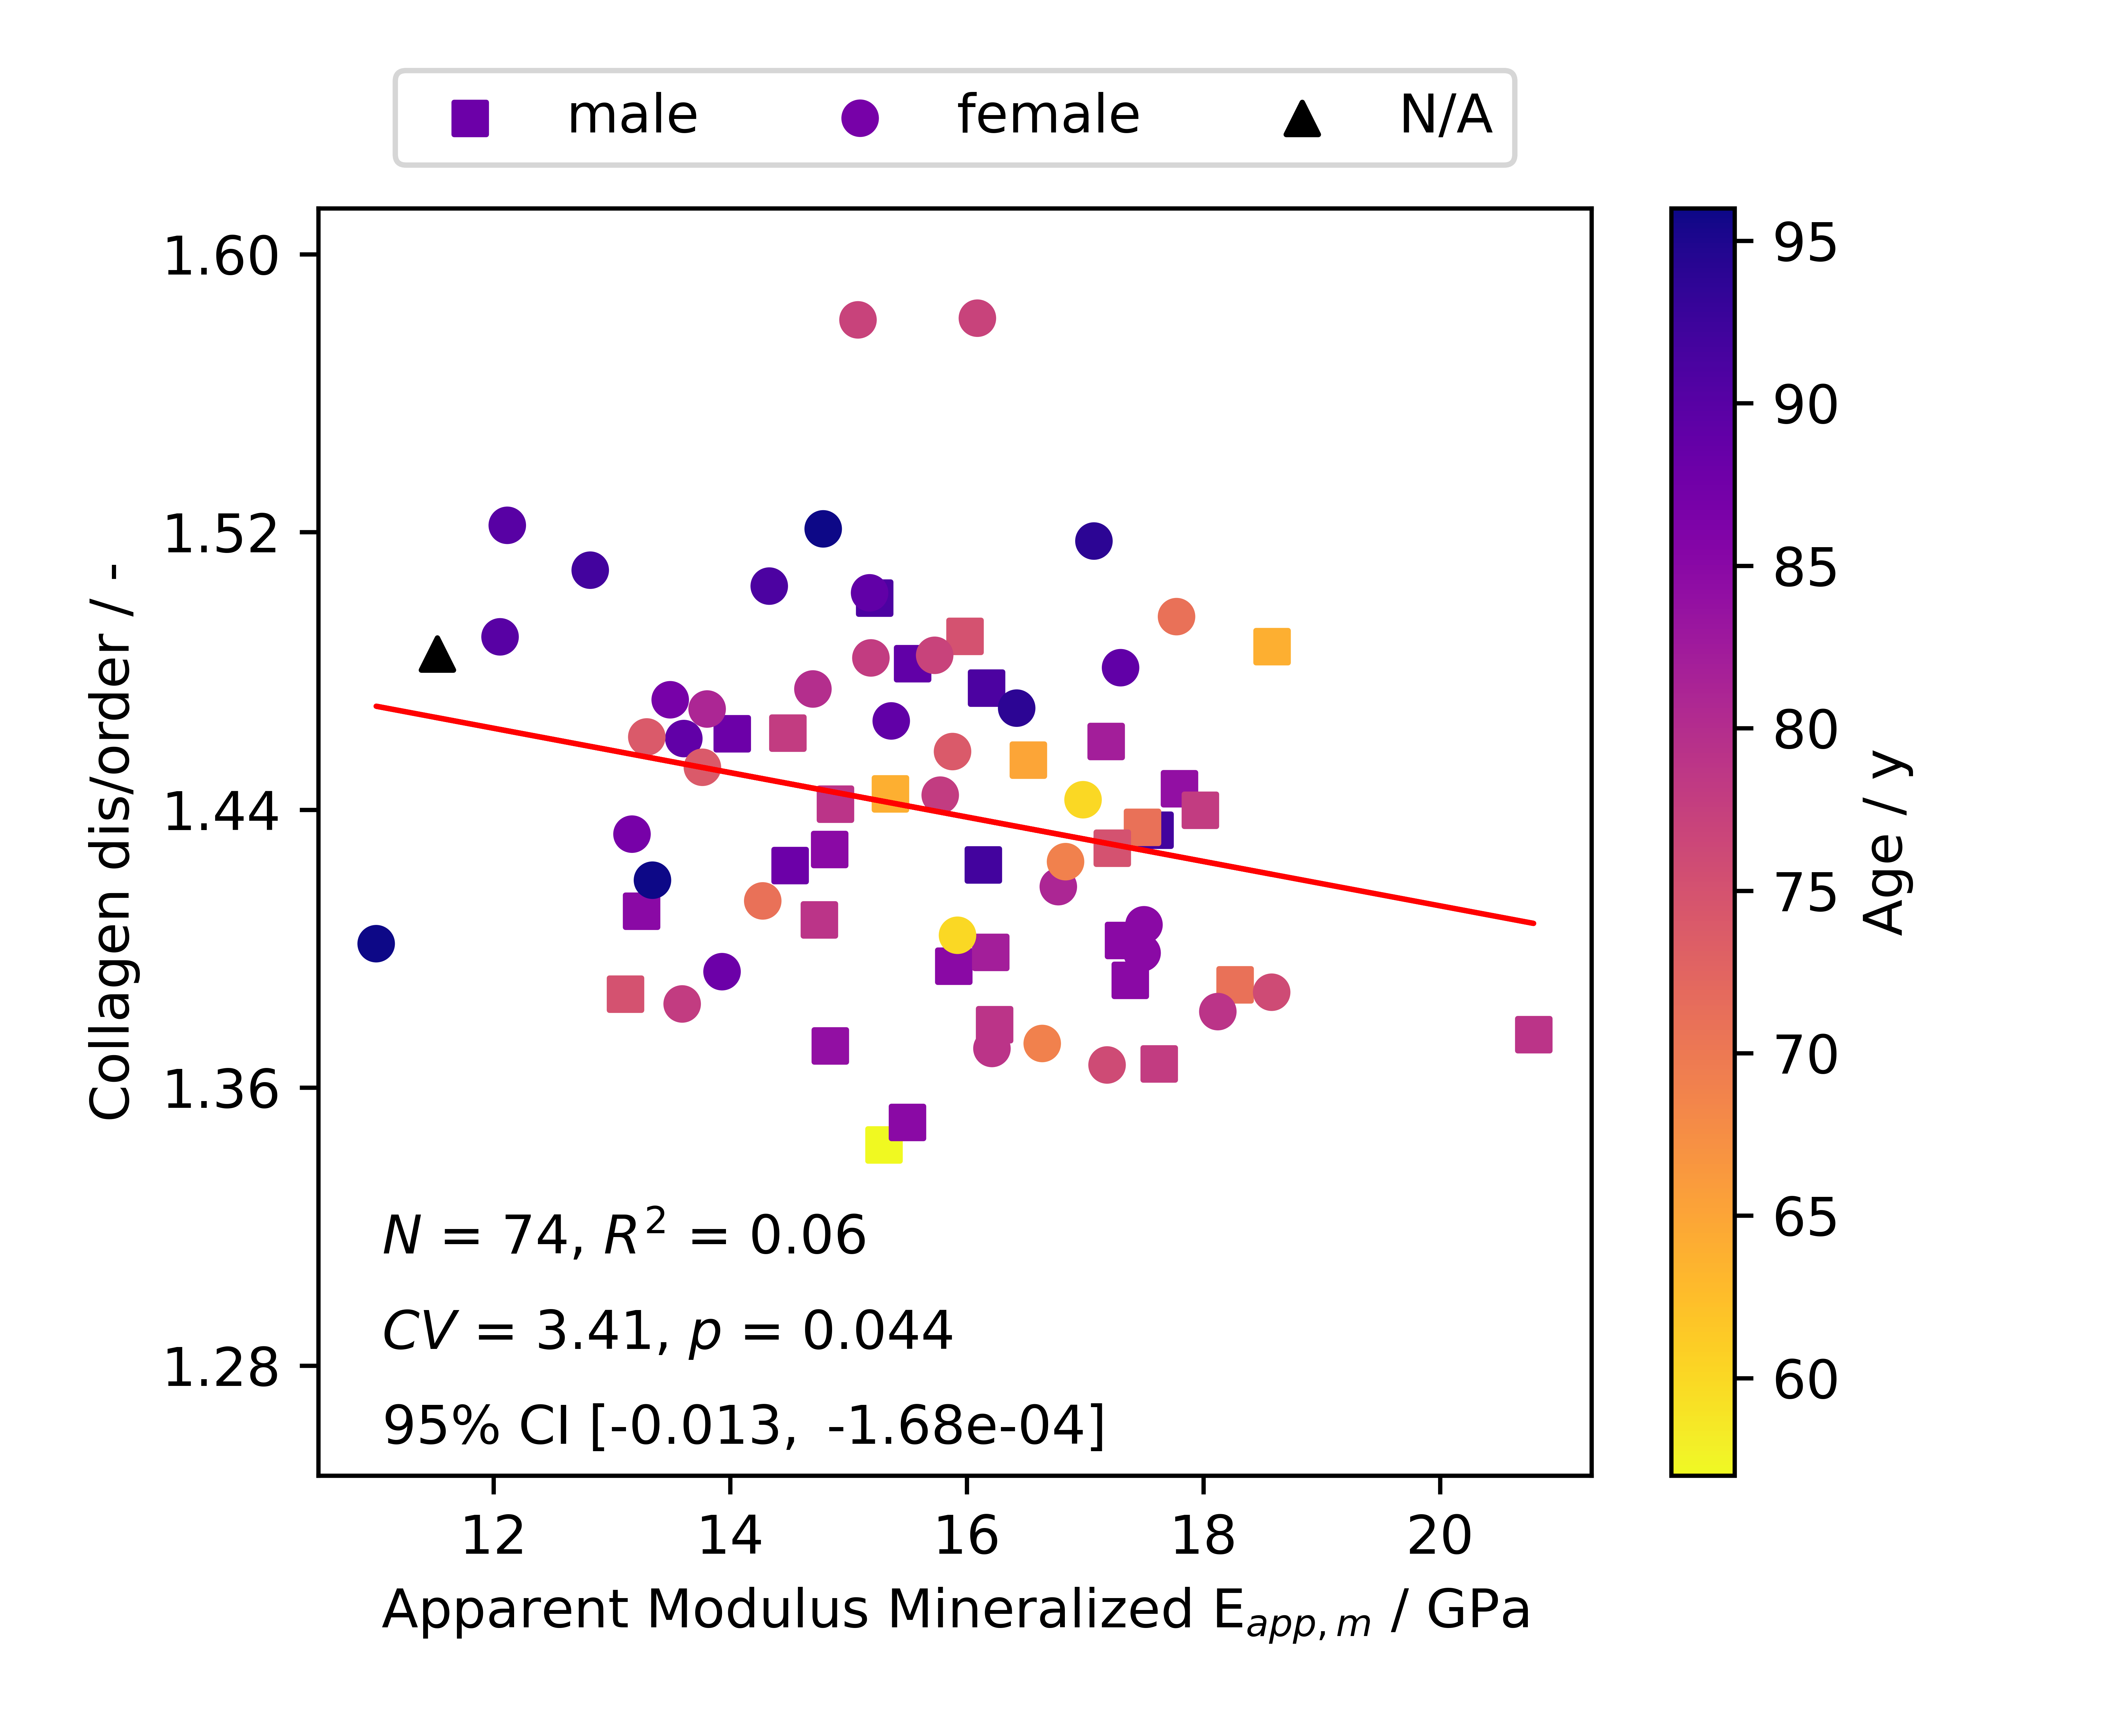 male female N/A
1.60
1.52
1.44
1.36
1.28
Collagen dis/order / -
N = 74, R² = 0.06
CV = 3.41, p = 0.044
95% CI [-0.013, -1.68e-04]
12 14 16 18 20
Apparent Modulus Mineralized E_app,m / GPa
95
90
85
80
75
70
65
60
Age / y